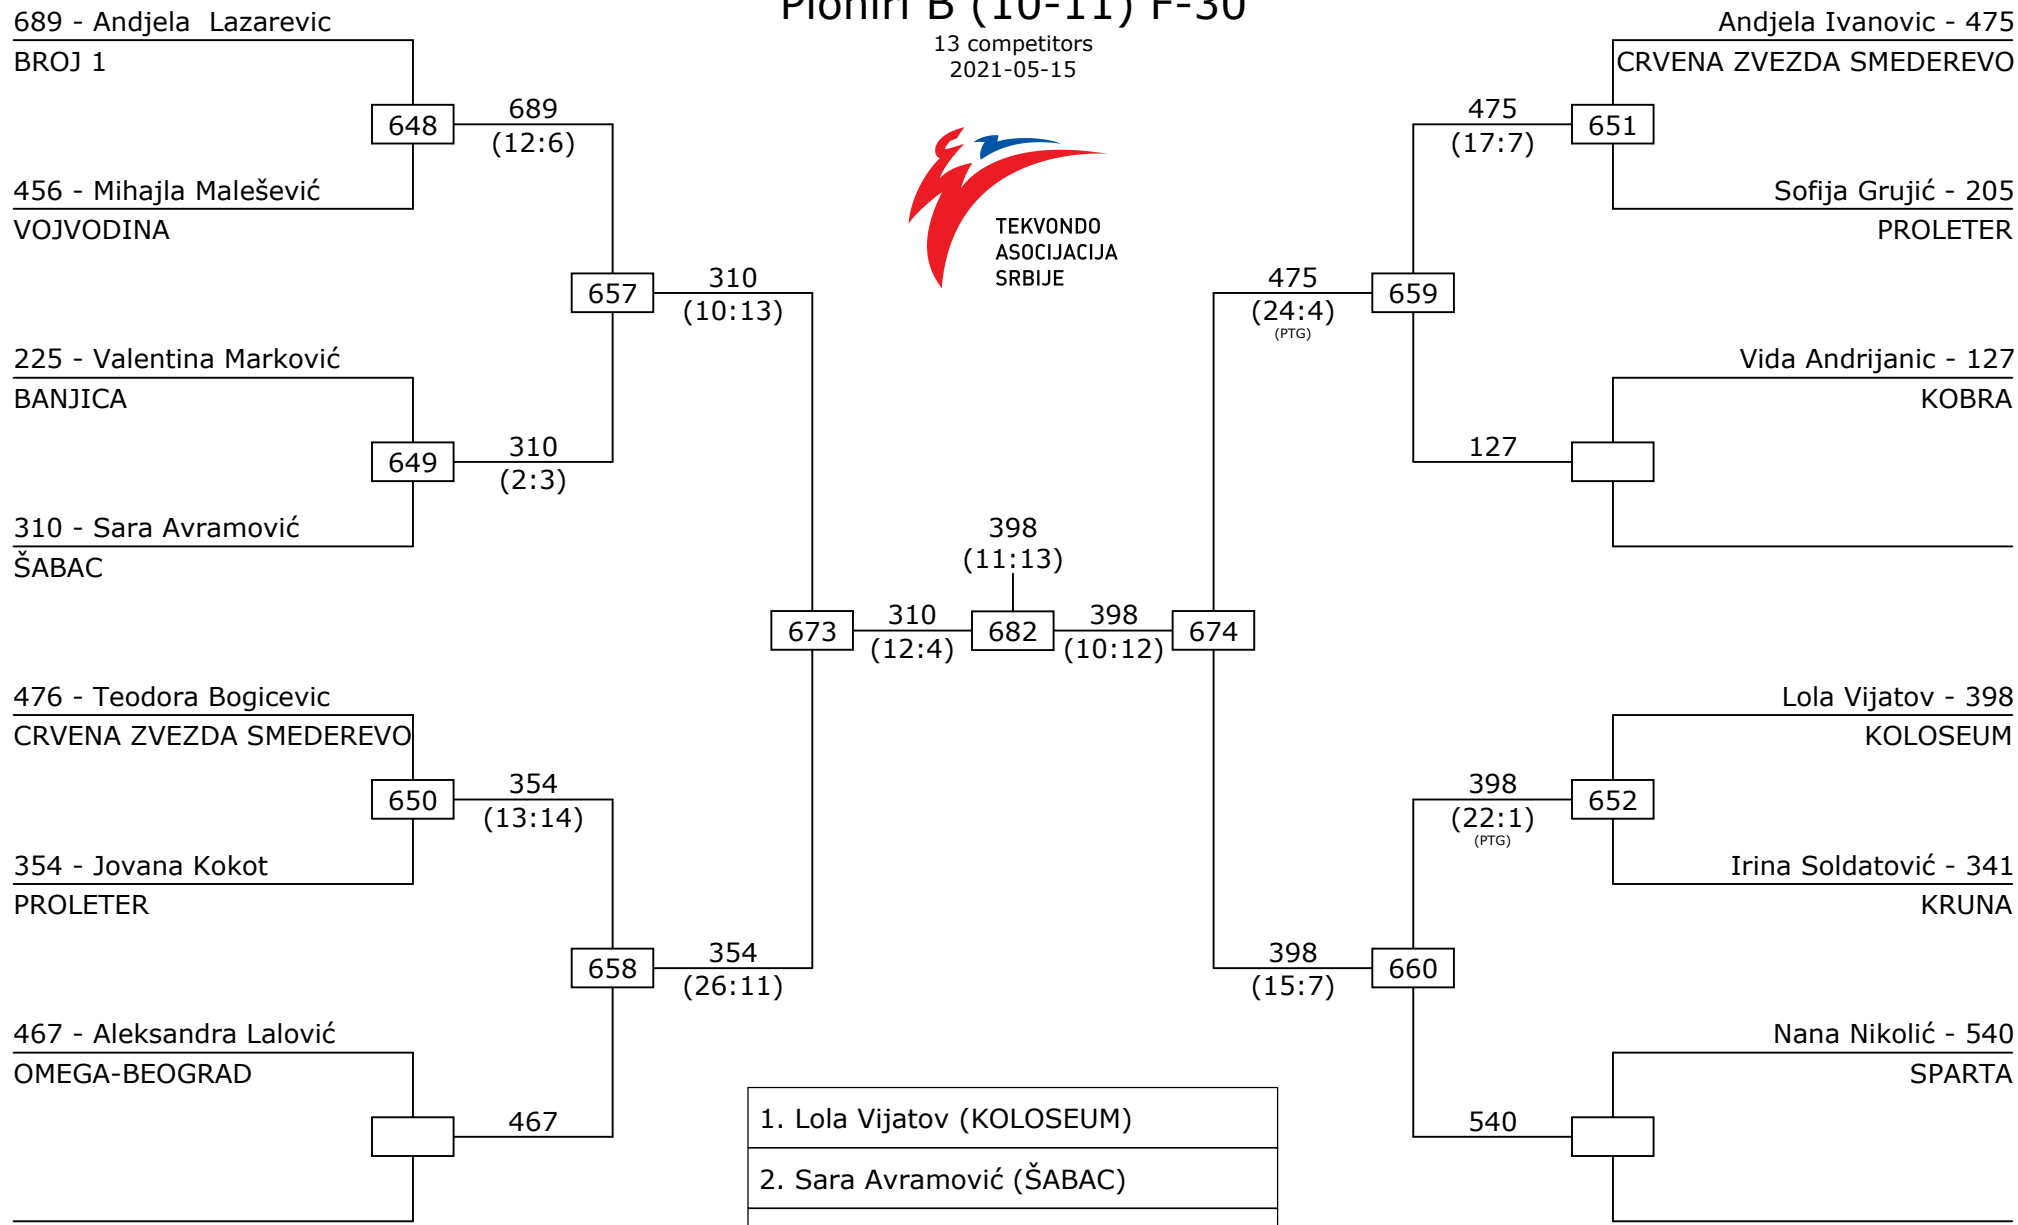 Pioniri B (10-11) F-30
13 competitors
2021-05-15
TEKVONDO
ASOCIJACIJA
SRBIJE
689 - Andjela  Lazarevic
BROJ 1
648
689
(12:6)
456 - Mihajla Malešević
VOJVODINA
657
310
(10:13)
225 - Valentina Marković
BANJICA
649
310
(2:3)
310 - Sara Avramović
ŠABAC
673
310
(12:4)
398
(11:13)
682
398
(10:12)
674
476 - Teodora Bogicevic
CRVENA ZVEZDA SMEDEREVO
650
354
(13:14)
354 - Jovana Kokot
PROLETER
658
354
(26:11)
467 - Aleksandra Lalović
OMEGA-BEOGRAD
467
Andjela Ivanovic - 475
CRVENA ZVEZDA SMEDEREVO
475
(17:7)
651
Sofija Grujić - 205
PROLETER
475
(24:4)
(PTG)
659
Vida Andrijanic - 127
KOBRA
127
Lola Vijatov - 398
KOLOSEUM
398
(22:1)
(PTG)
652
Irina Soldatović - 341
KRUNA
398
(15:7)
660
Nana Nikolić - 540
SPARTA
540
1. Lola Vijatov (KOLOSEUM)
2. Sara Avramović (ŠABAC)